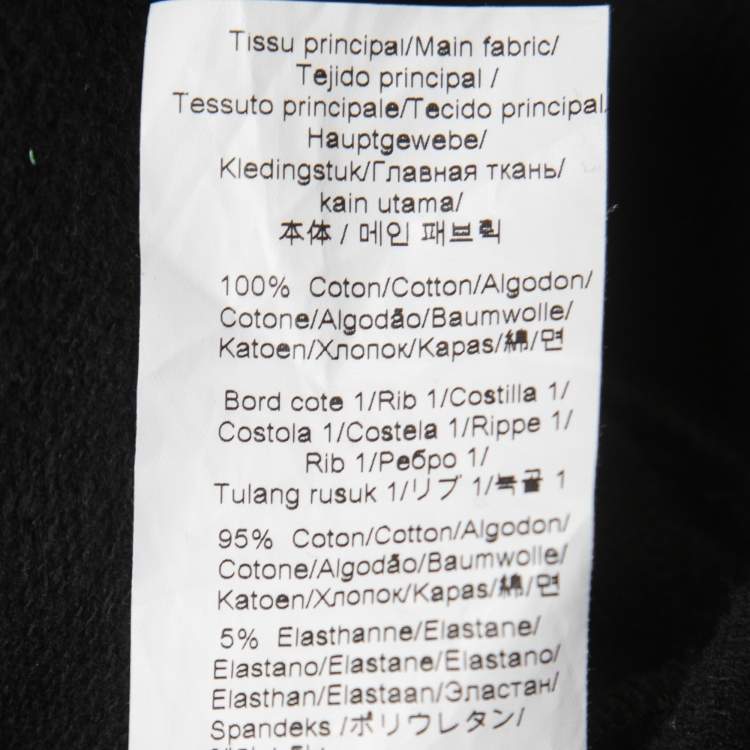 Tissu principal/Main fabric/
Tejido principal /
Tessuto principale/Tecido principal/
Hauptgewebe/
Kledingstuk/Главная ткань/
kain utama/
本体 / 메인 패브릭
100% Coton/Cotton/Algodon/
Cotone/Algodão/Baumwolle/
Katoen/Хлопок/Kapas/綿/면
Bord cote 1/Rib 1/Costilla 1/
Costola 1/Costela 1/Rippe 1/
Rib 1/Ребро 1/
Tulang rusuk 1/リブ 1/늑골 1
95% Coton/Cotton/Algodon/
Cotone/Algodão/Baumwolle/
Katoen/Хлопок/Kapas/綿/면
5% Elasthanne/Elastane/
Elastano/Elastane/Elastano/
Elasthan/Elastaan/Эластан/
Spandeks /ポリウレタン/